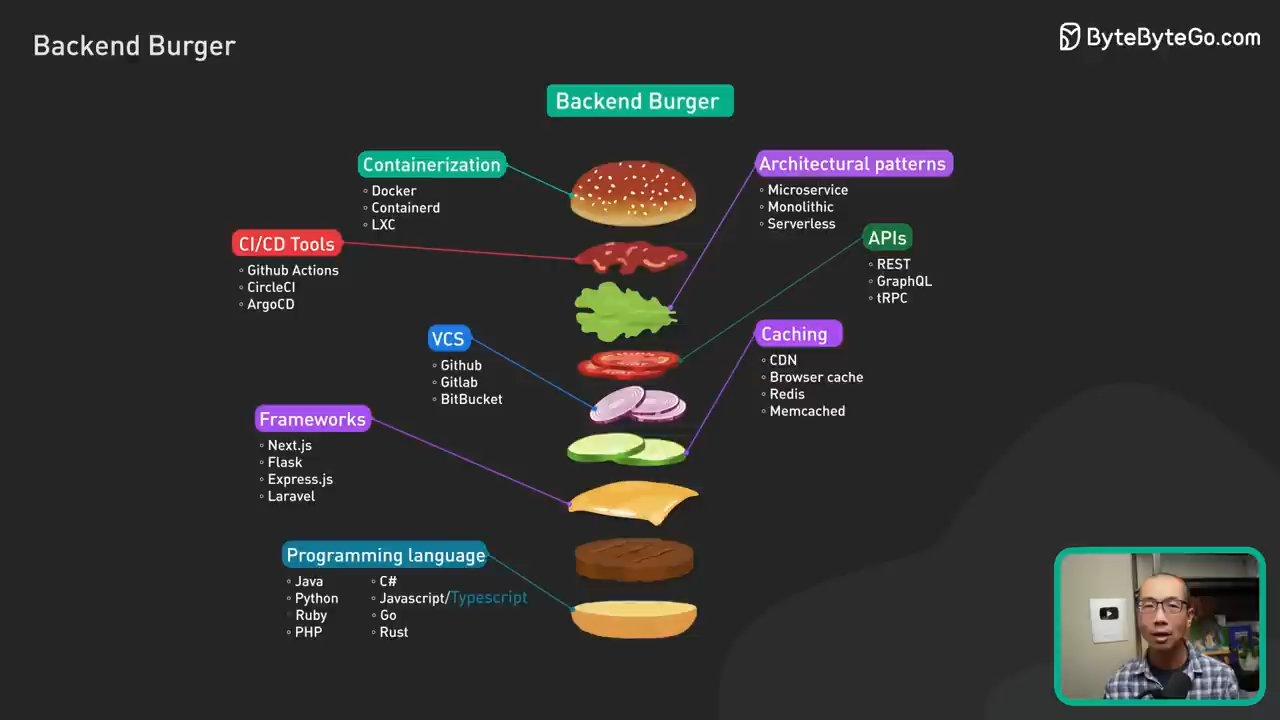 Backend Burger
ByteByteGo.com
Backend Burger
Containerization
◦ Docker
◦ Containerd
◦ LXC
CI/CD Tools
◦ Github Actions
◦ CircleCI
◦ ArgoCD
VCS
◦ Github
◦ Gitlab
◦ BitBucket
Frameworks
◦ Next.js
◦ Flask
◦ Express.js
◦ Laravel
Programming language
◦ Java
◦ Python
Ruby
◦ PHP
◦ C#
◦ Javascript/Typescript
◦ Go
◦ Rust
Architectural patterns
◦ Microservice
◦ Monolithic
◦ Serverless
APIs
◦ REST
◦ GraphQL
◦ tRPC
Caching
◦ CDN
◦ Browser cache
◦ Redis
◦ Memcached